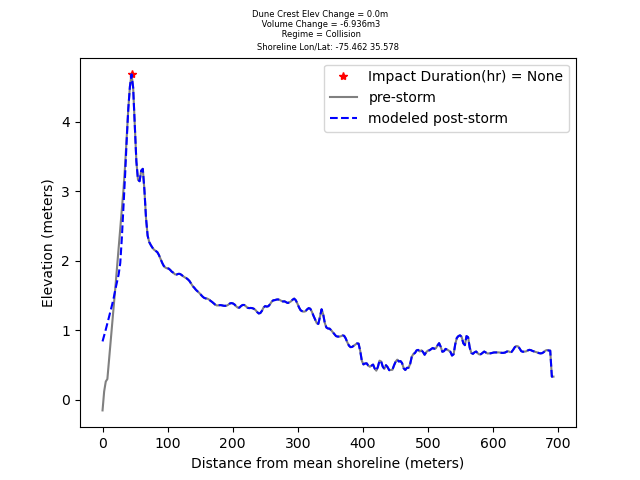 Dune Crest Elev Change = 0.0m
Volume Change = -6.936m3
Regime = Collision
Shoreline Lon/Lat: -75.462 35.578
Impact Duration(hr) = None
pre-storm
modeled post-storm
Elevation (meters)
4
3
2
1
0
0 100 200 300 400 500 600 700
Distance from mean shoreline (meters)